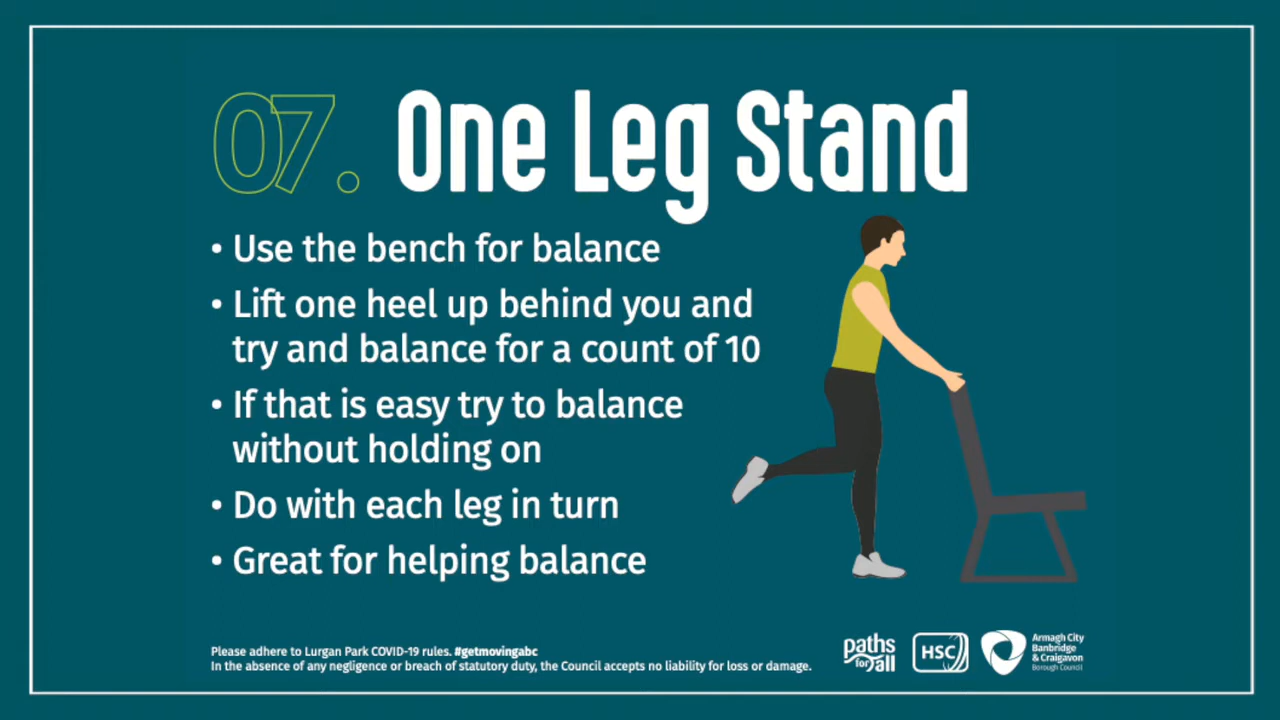 07. One Leg Stand
• Use the bench for balance
• Lift one heel up behind you and
try and balance for a count of 10
• If that is easy try to balance
without holding on
• Do with each leg in turn
• Great for helping balance
Please adhere to Lurgan Park COVID-19 rules. #getmovingabc
In the absence of any negligence or breach of statutory duty, the Council accepts no liability for loss or damage.
paths
for all
HSC
Armagh City
Banbridge
& Craigavon
Borough Council